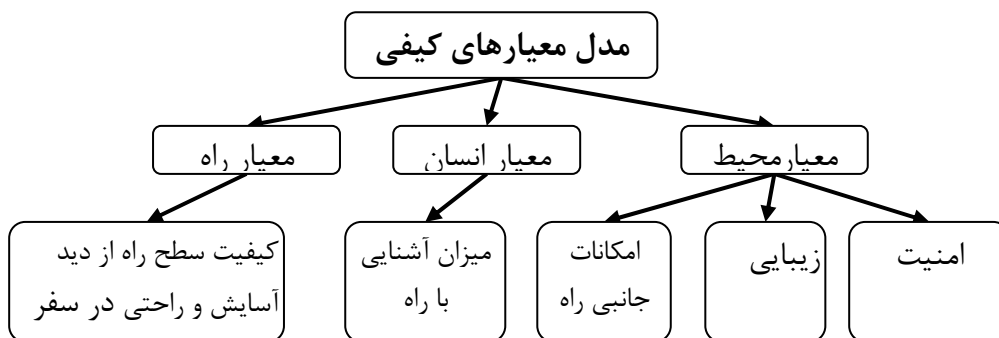 مدل معیارهای کیفی
معیارمحیط
معیار انسان
معیار راه
امنیت
زیبایی
امکانات
جانبی راه
میزان آشنایی
با راه
کیفیت سطح راه از دید
آسایش و راحتی در سفر